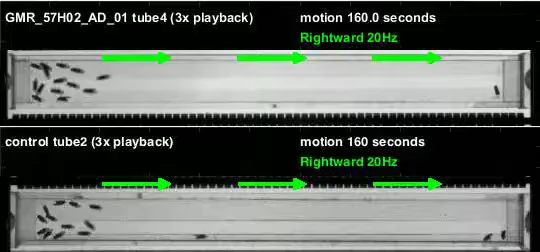 GMR_57H02_AD_01 tube4 (3x playback)
motion 160.0 seconds
Rightward 20Hz
control tube2 (3x playback)
motion 160 seconds
Rightward 20Hz